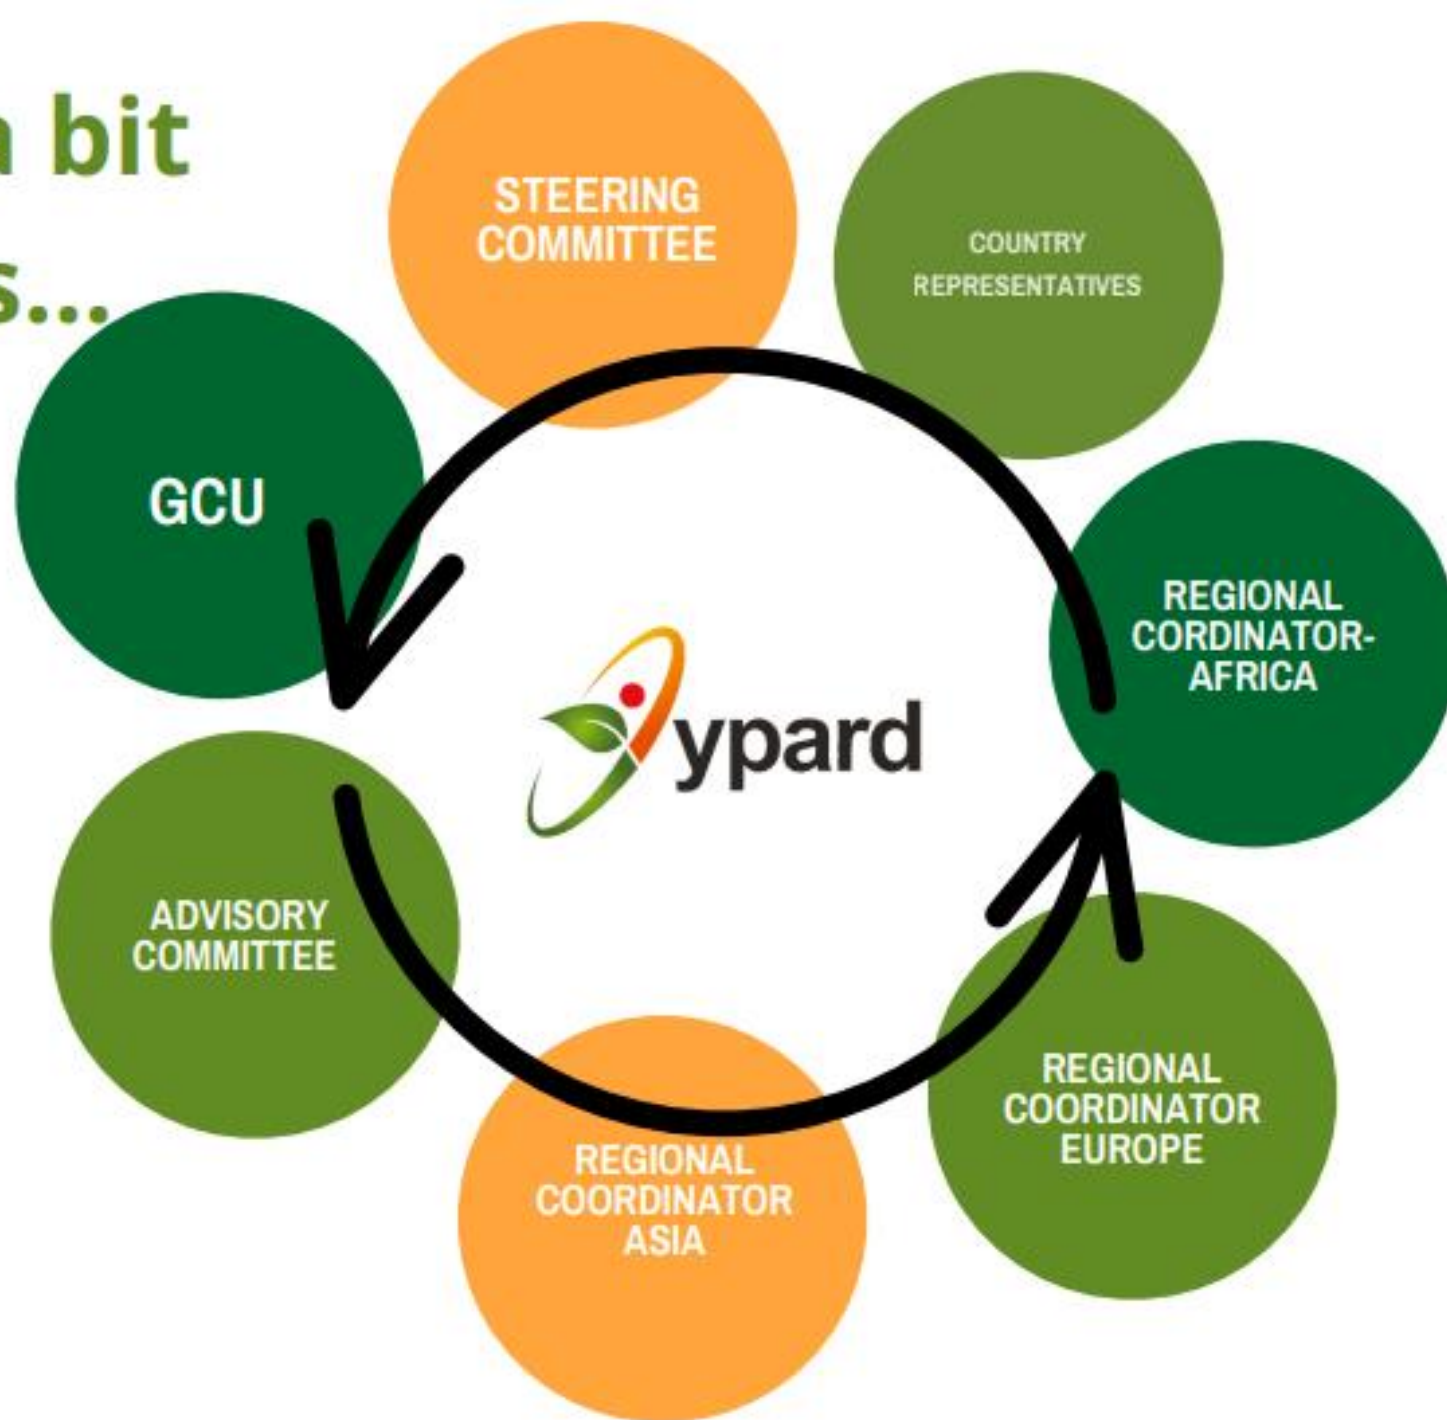 bit
STEERING
COMMITTEE
COUNTRY
REPRESENTATIVES
GCU
REGIONAL
CORDINATOR-
AFRICA
ypard
ADVISORY
COMMITTEE
REGIONAL
COORDINATOR
EUROPE
REGIONAL
COORDINATOR
ASIA